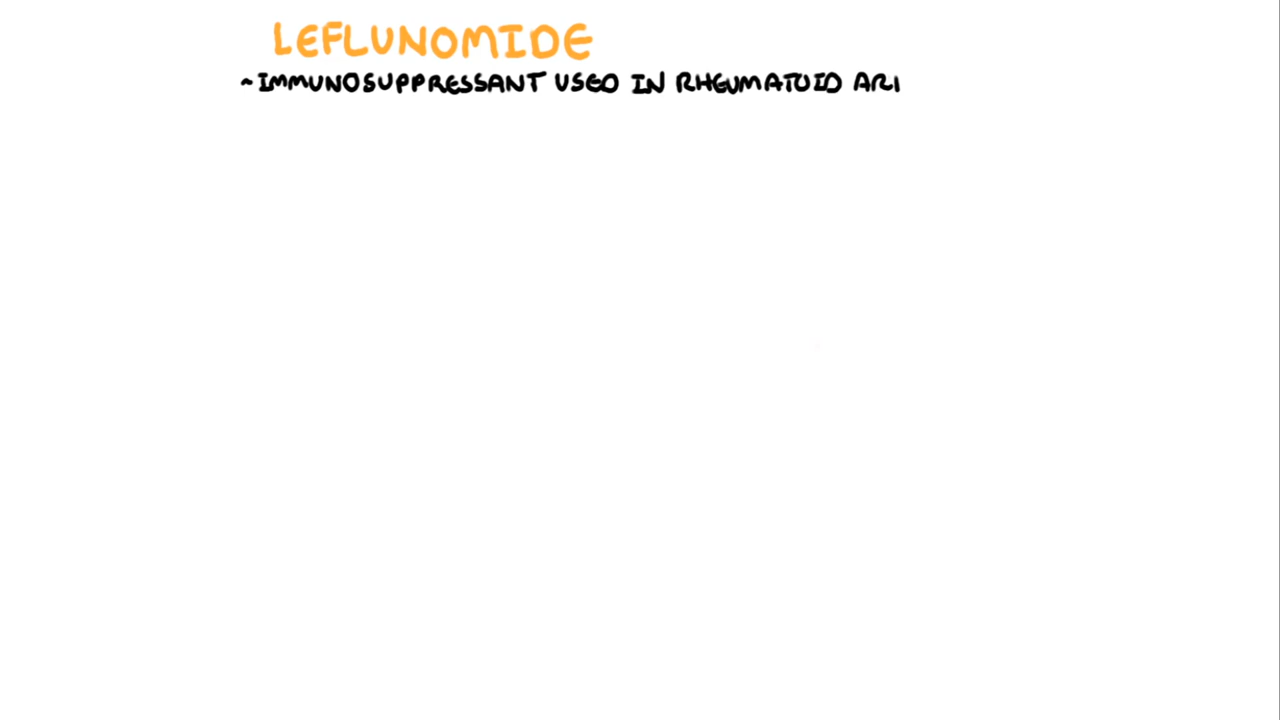 LEFLUNOMIDE
~IMMUNOSUPPRESSANT USED IN RHEUMATOID ARI